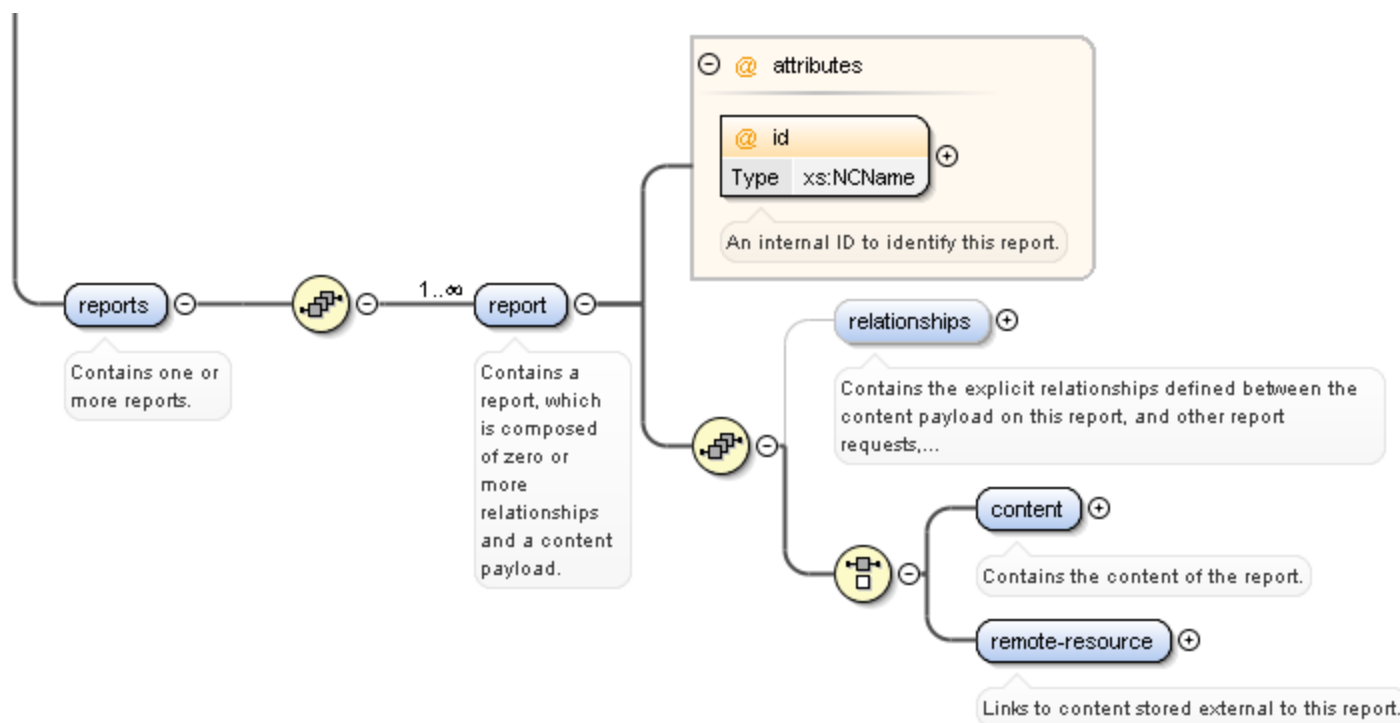 @ attributes
@ id
Type xs:NCName
An internal ID to identify this report.
reports
1..∞
report
Contains one or
more reports.
Contains a
report, which
is composed
of zero or
more
relationships
and a content
payload.
relationships
Contains the explicit relationships defined between the
content payload on this report, and other report
requests,...
content
Contains the content of the report.
remote-resource
Links to content stored external to this report.